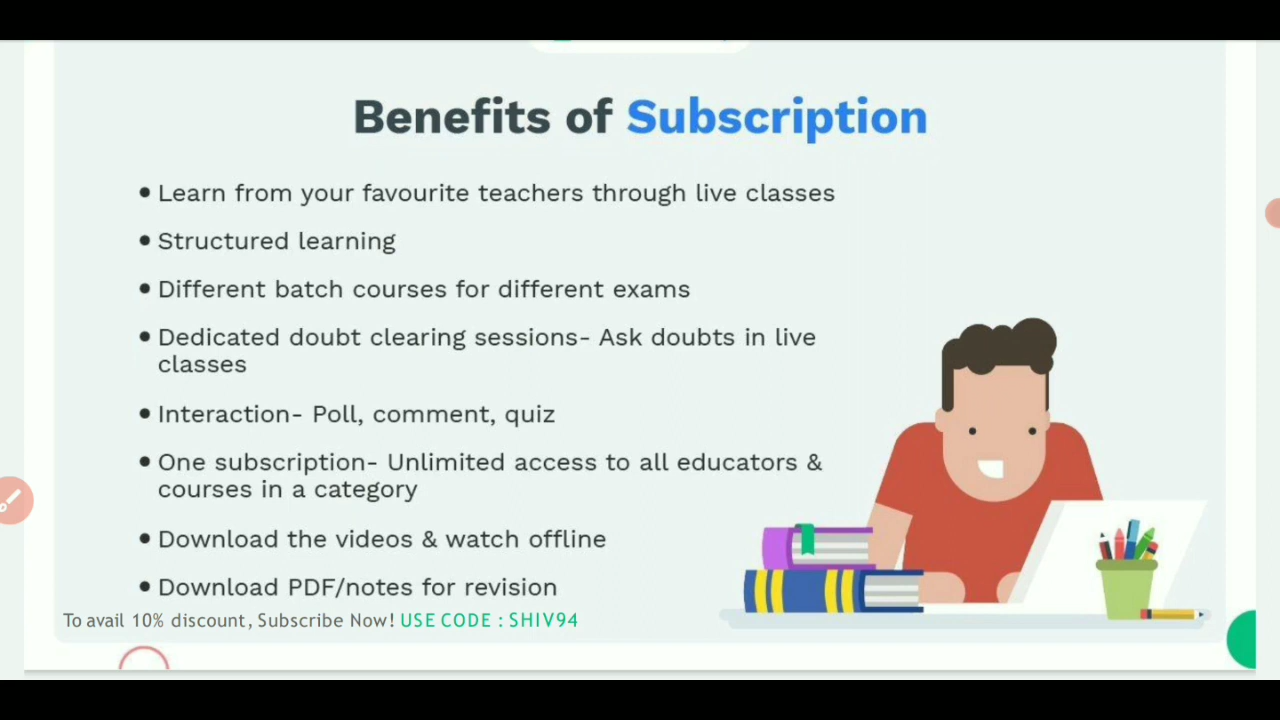 Benefits of Subscription
Learn from your favourite teachers through live classes
Structured learning
Different batch courses for different exams
Dedicated doubt clearing sessions- Ask doubts in live
classes
Interaction- Poll, comment, quiz
One subscription- Unlimited access to all educators &
courses in a category
Download the videos & watch offline
Download PDF/notes for revision
To avail 10% discount, Subscribe Now! USE CODE : SHIV94